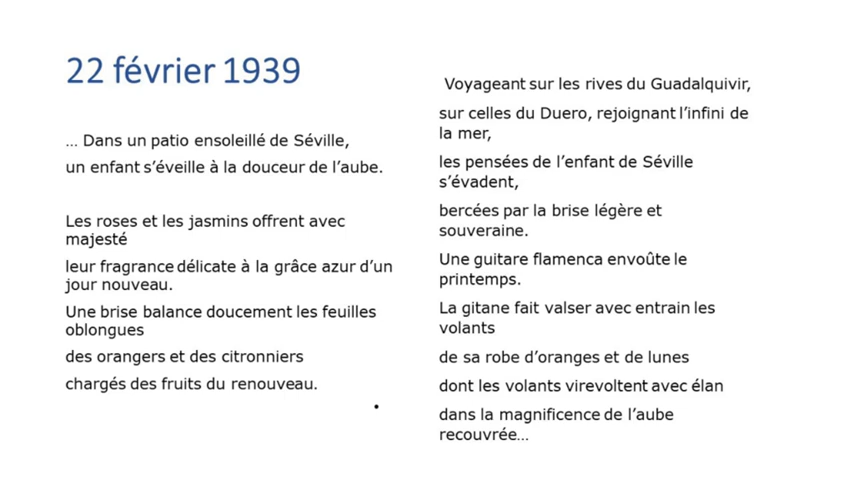 22 février 1939
... Dans un patio ensoleillé de Séville,
un enfant s’éveille à la douceur de l’aube.
Les roses et les jasmins offrent avec
majesté
leur fragrance délicate à la grâce azur d’un
jour nouveau.
Une brise balance doucement les feuilles
oblongues
des orangers et des citronniers
chargés des fruits du renouveau.
•
Voyageant sur les rives du Guadalquivir,
sur celles du Duero, rejoignant l’infini de
la mer,
les pensées de l’enfant de Séville
s’évadent,
bercées par la brise légère et
souveraine.
Une guitare flamenca envoûte le
printemps.
La gitane fait valser avec entrain les
volants
de sa robe d’oranges et de lunes
dont les volants virevoltent avec élan
dans la magnificence de l’aube
recouvrée...